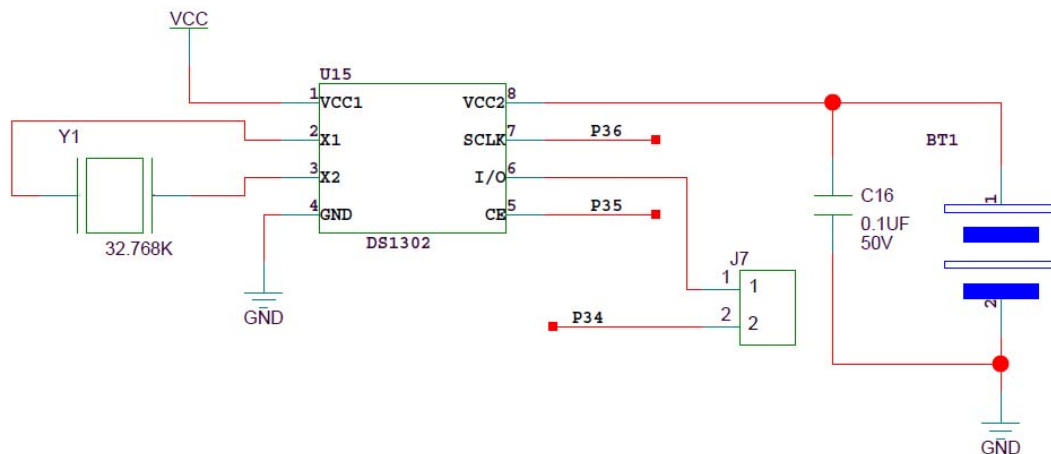 VCC
U15
1 VCC1 VCC2 8
2 X1 SCLK 7 P36
3 X2 I/O 6
4 GND CE 5 P35
DS1302
Y1
32.768K
GND
J7
1 1
2 2
P34
C16
0.1UF
50V
BT1
1
2
GND